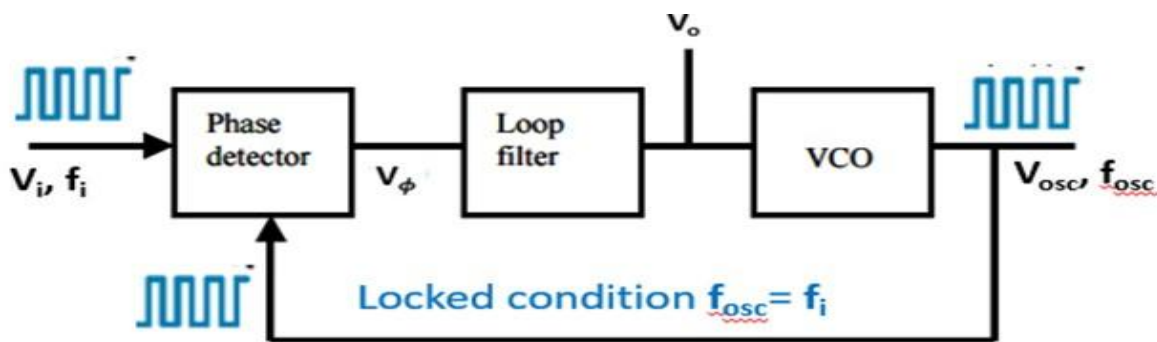 Vₒ
Phase
detector
Loop
filter
VCO
Vᵢ, fᵢ
V𝜙
Vosc, fosc
Locked condition fosc= fᵢ